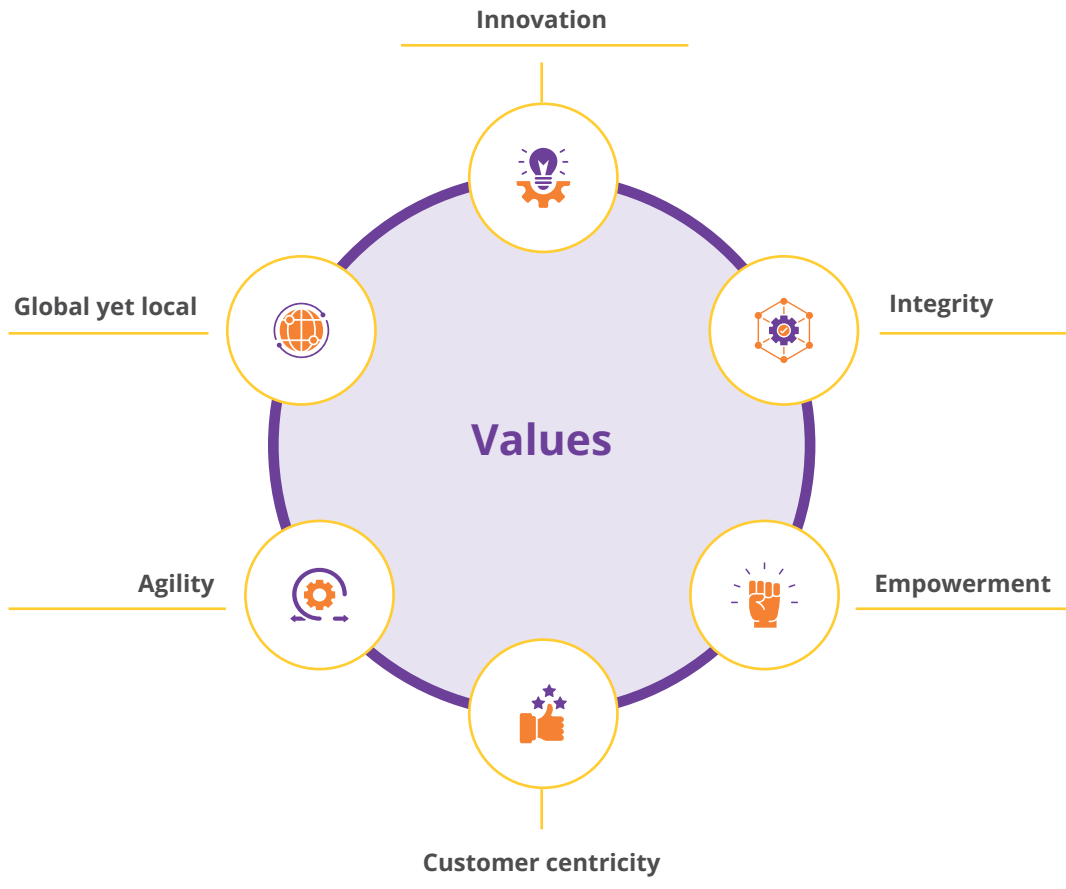 Innovation
Global yet local
Integrity
Values
Agility
Empowerment
Customer centricity